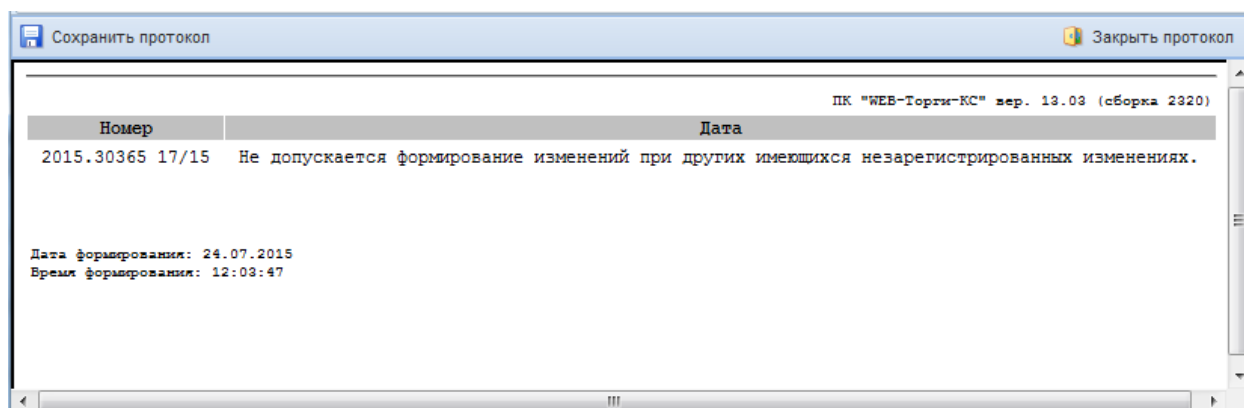 Сохранить протокол Закрыть протокол
ПК "WEB-Торги-КС" вер. 13.03 (сборка 2320)
Номер Дата
2015.30365 17/15 Не допускается формирование изменений при других имеющихся незарегистрированных изменениях.
Дата формирования: 24.07.2015
Время формирования: 12:03:47